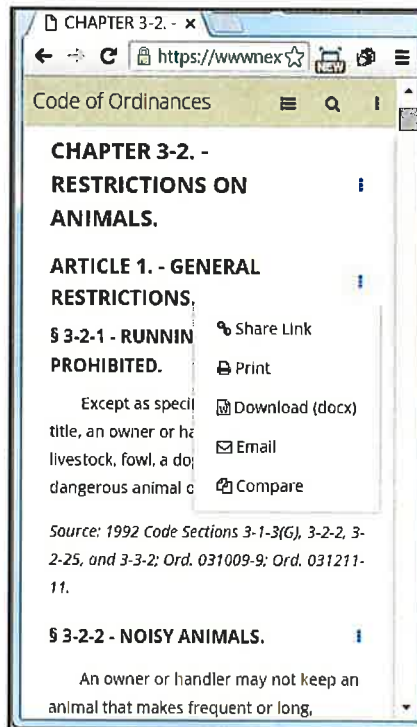 CHAPTER 3-2. - ×
https://wwwnex
NEW
Code of Ordinances
CHAPTER 3-2. -
RESTRICTIONS ON
ANIMALS.
ARTICLE 1. - GENERAL
RESTRICTIONS.
§ 3-2-1 - RUNNIN
PROHIBITED.
Share Link
Print
Download (docx)
Email
Compare
Except as speci
title, an owner or ha
livestock, fowl, a do
dangerous animal o
Source: 1992 Code Sections 3-1-3(G), 3-2-2, 3-
2-25, and 3-3-2; Ord. 031009-9; Ord. 031211-
11.
§ 3-2-2 - NOISY ANIMALS.
An owner or handler may not keep an
animal that makes frequent or long,